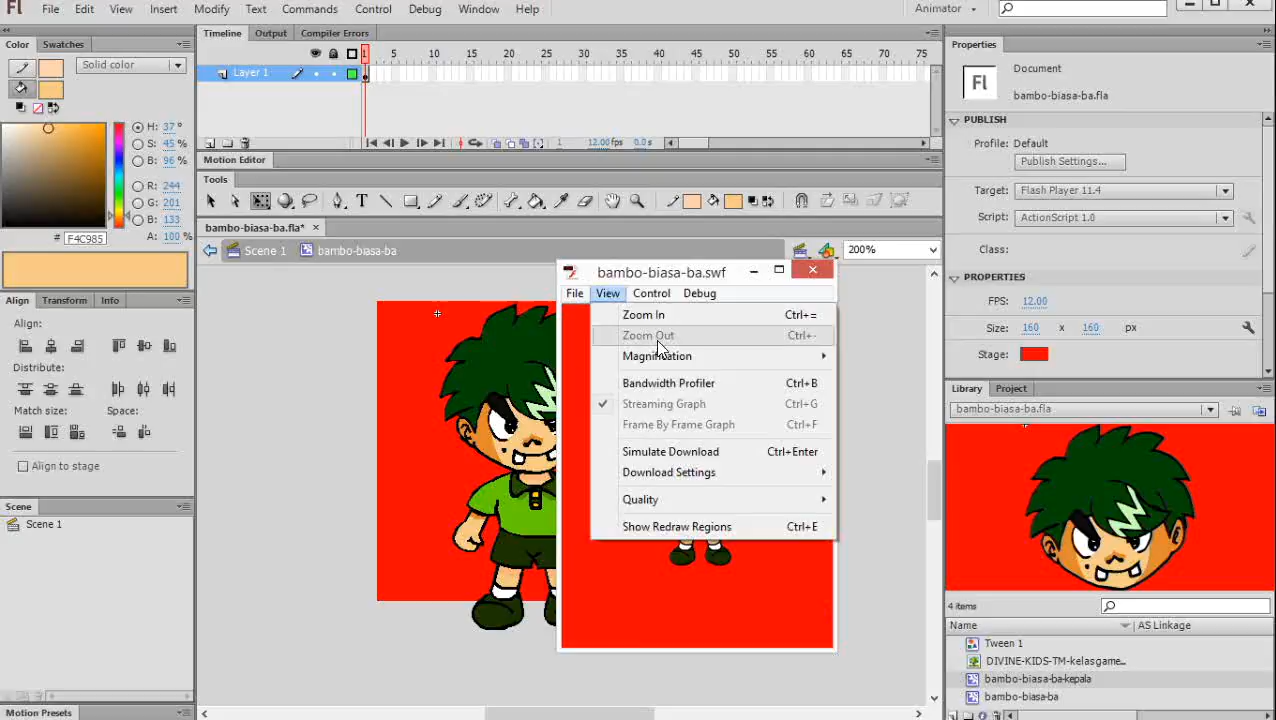 Fl File Edit View Insert Modify Text Commands Control Debug Window Help Animator
Color Swatches
Solid color
H: 37 °
S: 45 %
B: 96 %
R: 244
G: 201
B: 133
# F4C985 A: 100 %
Align Transform Info
Align:
Distribute:
Match size: Space:
Align to stage
Scene
Scene 1
Motion Presets
Timeline Output Compiler Errors
1 5 10 15 20 25 30 35 40 45 50 55 60 65 70 75
Layer 1
1 12.00 fps 0.0 s
Motion Editor
Tools
bambo-biasa-ba.fla* ×
Scene 1 bambo-biasa-ba 200%
bambo-biasa-ba.swf
File View Control Debug
Zoom In Ctrl+=
Zoom Out Ctrl+-
Magnification
Bandwidth Profiler Ctrl+B
Streaming Graph Ctrl+G
Frame By Frame Graph Ctrl+F
Simulate Download Ctrl+Enter
Download Settings
Quality
Show Redraw Regions Ctrl+E
Properties
Fl Document
bambo-biasa-ba.fla
PUBLISH
Profile: Default
Publish Settings...
Target: Flash Player 11.4
Script: ActionScript 1.0
Class:
PROPERTIES
FPS: 12.00
Size: 160 x 160 px
Stage:
Library Project
bambo-biasa-ba.fla
4 items
Name AS Linkage
Tween 1
DIVINE-KIDS-TM-kelasgame...
bambo-biasa-ba-kepala
bambo-biasa-ba